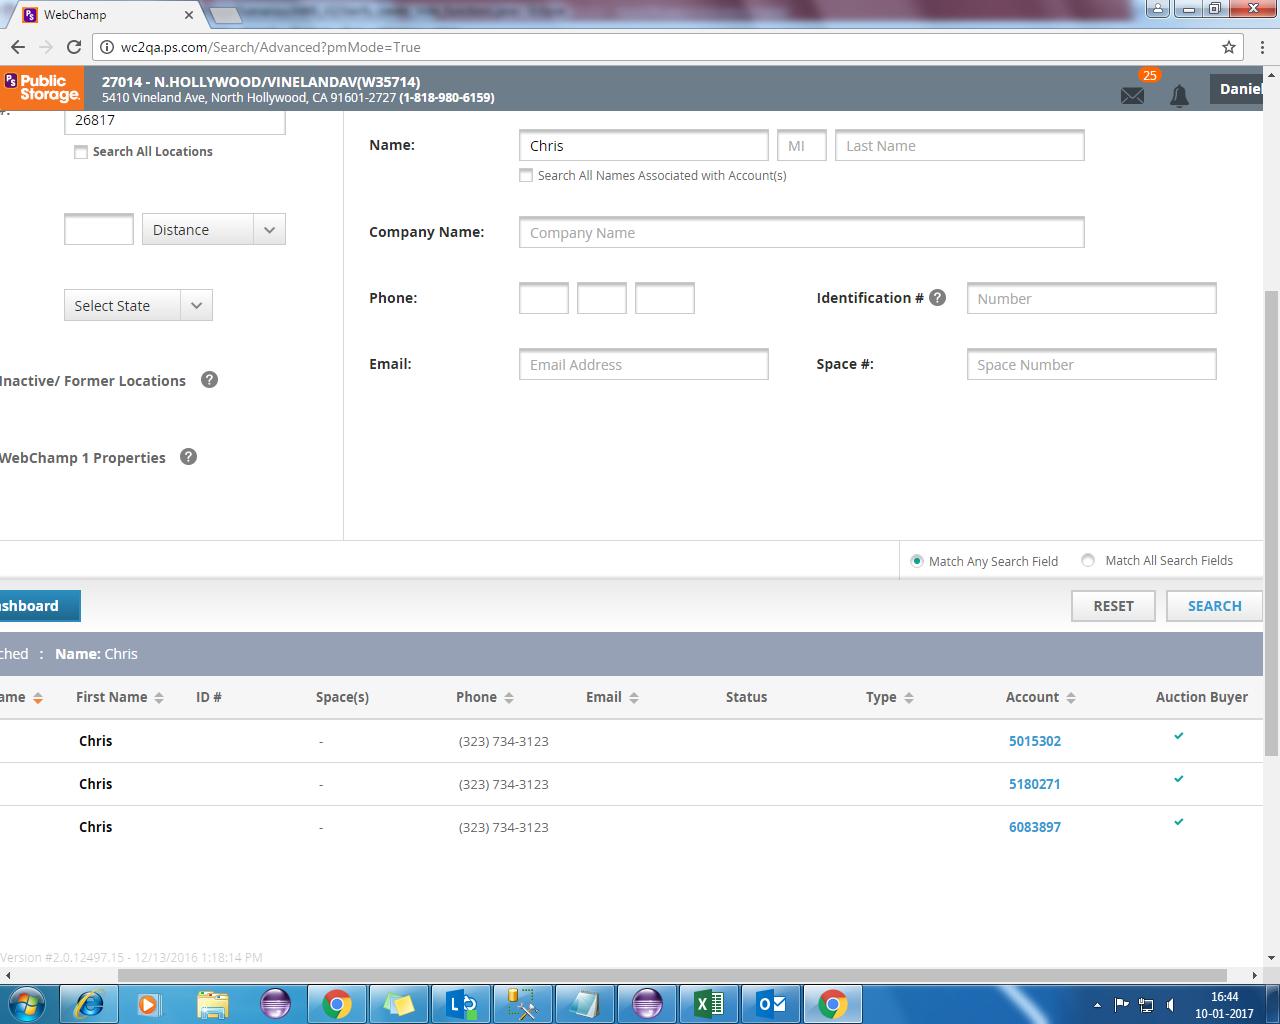 WebChamp
wc2qa.ps.com/Search/Advanced?pmMode=True
PS Public Storage.
27014 - N.HOLLYWOOD/VINELANDAV(W35714)
5410 Vineland Ave, North Hollywood, CA 91601-2727 (1-818-980-6159)
25
Daniel
26817
Search All Locations
Name:
Chris
MI
Last Name
Search All Names Associated with Account(s)
Distance
Company Name:
Company Name
Select State
Phone:
Identification # ?
Number
Email:
Email Address
Space #:
Space Number
Inactive/ Former Locations ?
WebChamp 1 Properties ?
Match Any Search Field
Match All Search Fields
shboard
RESET
SEARCH
ched : Name: Chris
ame First Name ID # Space(s) Phone Email Status Type Account Auction Buyer
Chris - (323) 734-3123 5015302
Chris - (323) 734-3123 5180271
Chris - (323) 734-3123 6083897
Version #2.0.12497.15 - 12/13/2016 1:18:14 PM
16:44
10-01-2017